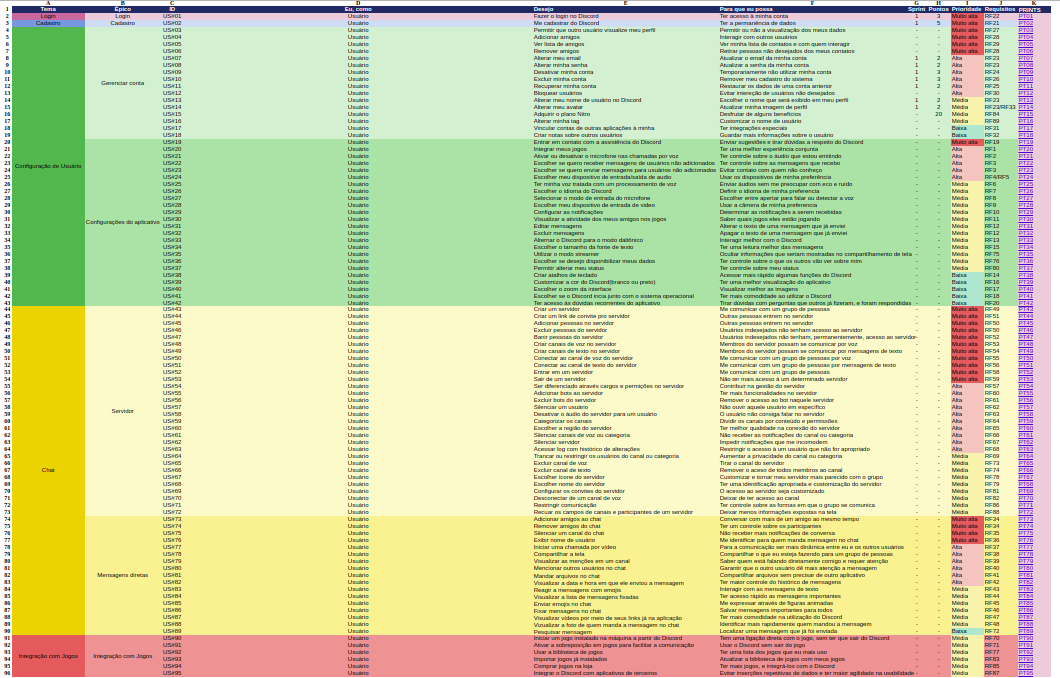 A B C D E F G H I J K
1 Tema Épico ID Eu, como Desejo Para que eu possa Sprint Pontos Prioridade Requisitos PRINTS
2 Login Login US#01 Usuário Fazer o login no Discord Ter acesso à minha conta 1 3 Muito alta RF22 PT01
3 Cadastro Cadastro US#02 Usuário Me cadastrar do Discord Ter a permanência de dados 1 5 Muito alta RF21 PT02
4 US#03 Usuário Permitir que outro usuário visualize meu perfil Permitir ou não a visualização dos meus dados - - Muito alta RF27 PT03
5 US#04 Usuário Adicionar amigos Interagir com outros usuários - - Muito alta RF28 PT04
6 US#05 Usuário Ver lista de amigos Ver minha lista de contatos e com quem interagir - - Muito alta RF26 PT05
7 US#06 Usuário Remover amigos Retirar pessoas não desejados dos meus contatos - - Muito alta RF28 PT06
8 US#07 Usuário Alterar meu email Atualizar o email da minha conta 1 2 Alta RF23 PT07
9 US#08 Usuário Alterar minha senha Atualizar a senha da minha conta 1 2 Alta RF23 PT08
10 US#09 Usuário Desativar minha conta Temporariamente não utilizar minha conta 1 3 Alta RF24 PT09
11 Gerenciar conta US#10 Usuário Excluir minha conta Remover meu cadastro do sistema 1 3 Alta RF26 PT10
12 US#11 Usuário Recuperar minha conta Restaurar os dados de uma conta anterior 1 2 Alta RF25 PT11
13 US#12 Usuário Bloquear usuários Evitar intereção de usuários não desejados - - Alta RF30 PT12
14 US#13 Usuário Alterar meu nome de usuário no Discord Escolher o nome que será exibido em meu perfil 1 2 Média RF23 PT13
15 US#14 Usuário Alterar meu avatar Atualizar minha imagem de perfil 1 2 Média RF23/RF33 PT14
16 US#15 Usuário Adquirir o plano Nitro Desfrutar de alguns benefícios 20 Média RF84 PT15
17 US#16 Usuário Alterar minha tag Customizar o nome de usuário - - Média RF89 PT16
18 US#17 Usuário Vincular contas de outras aplicações à minha Ter integrações especiais - - Baixa RF31 PT17
19 US#18 Usuário Criar notas sobre outros usuários Guardar mais informações sobre o usuário - - Baixa RF32 PT18
20 US#19 Usuário Entrar em contato com a assistência do Discord Enviar sugestões e tirar dúvidas a respeito do Discord - - Muito alta RF19 PT19
21 US#20 Usuário Integrar meus jogos Ter uma melhor experiência conjunta - - Alta RF1 PT20
22 US#21 Usuário Ativar ou desativar o microfone nas chamadas por voz Ter controle sobre o áudio que estou emitindo - - Alta RF2 PT21
23 US#22 Usuário Escolher se quero receber mensagens de usuários não adicionados Ter controle sobre as mensagens que recebo - - Alta RF3 PT22
24 Configuração de Usuário US#23 Usuário Escolher se quero enviar mensagens para usuários não adicionados Evitar contato com quem não conheço - - Alta RF3 PT23
25 US#24 Usuário Escolher meu dispositivo de entrada/saída de audio Usar os dispositivos de minha preferência - - Alta RF4/RF5 PT24
26 US#25 Usuário Ter minha voz tratada com um processamento de voz Enviar áudios sem me preocupar com eco e ruído - - Média RF6 PT25
27 US#26 Usuário Escolher o idioma do Discord Definir o idioma de minha preferência - - Média RF7 PT26
28 US#27 Usuário Selecionar o modo de entrada do microfone Escolher entre apertar para falar ou detectar a voz - - Média RF8 PT27
29 US#28 Usuário Escolher meu dispositivo de entrada de video Usar a câmera de minha preferência - - Média RF9 PT28
30 US#29 Usuário Configurar as notificações Determinar as notificações a serem recebidas - - Média RF10 PT29
31 Configurações do aplicativo US#30 Usuário Visualizar a atividade dos meus amigos nos jogos Saber quais jogos eles estão jogando - - Média RF11 PT30
32 US#31 Usuário Editar mensagens Alterar o texto de uma mensagem que já enviei - - Média RF12 PT31
33 US#32 Usuário Excluir mensagens Apagar o texto de uma mensagem que já enviei - - Média RF12 PT32
34 US#33 Usuário Alternar o Discord para o modo daltônico Interagir melhor com o Discord - - Média RF13 PT33
35 US#34 Usuário Escolher o tamanho da fonte de texto Ter uma leitura melhor das mensagens - - Média RF15 PT34
36 US#35 Usuário Utilizar o modo streamer Ocultar informações que seriam mostradas no compartilhamento de tela - - Média RF75 PT35
37 US#36 Usuário Escolher se desejo disponibilizar meus dados Ter controle sobre o que os outros vão ver sobre mim - - Média RF76 PT36
38 US#37 Usuário Permitir alterar meu status Ter controle sobre meu status - - Média RF80 PT37
39 US#38 Usuário Criar atalhos de teclado Acessar mais rápido algumas funções do Discord - - Baixa RF14 PT38
40 US#39 Usuário Customizar a cor do Discord(branco ou preto) Ter uma melhor visualização do aplicativo - - Baixa RF16 PT39
41 US#40 Usuário Escolher o zoom da interface Visualizar melhor as imagens - - Baixa RF17 PT40
42 US#41 Usuário Escolher se o Discord incia junto com o sistema operacional Ter mais comodidade ao utilizar o Discord - - Baixa RF18 PT41
43 US#42 Usuário Ter acesso às dúvidas recorrentes do aplicativo Tirar dúvidas com perguntas que outros já fizeram, e foram respondidas - - Baixa RF20 PT42
44 US#43 Usuário Criar um servidor Me comunicar com um grupo de pessoas - - Muito alta RF49 PT43
45 US#44 Usuário Criar um link de convite pro servidor Outras pessoas entrem no servidor - - Muito alta RF51 PT44
46 US#45 Usuário Adicionar pessoas no servidor Outras pessoas entrem no servidor - - Muito alta RF50 PT45
47 US#46 Usuário Excluir pessoas do servidor Usuários indesejados não tenham acesso ao servidor - - Muito alta RF52 PT46
48 US#47 Usuário Banir pessoas do servidor Usuários indesejados não tenham, permanentemente, acesso ao servidor - - Muito alta RF52 PT47
49 US#48 Usuário Criar canais de voz no servidor Membros do servidor possam se comunicar por voz - - Muito alta RF53 PT48
50 US#49 Usuário Criar canais de texto no servidor Membros do servidor possam se comunicar por mensagens de texto - - Muito alta RF54 PT49
51 US#50 Usuário Conectar ao canal de voz do servidor Me comunicar com um grupo de pessoas por voz - - Muito alta RF55 PT50
52 US#51 Usuário Conectar ao canal de texto do servidor Me comunicar com um grupo de pessoas por mensagens de texto - - Muito alta RF56 PT51
53 US#52 Usuário Entrar em um servidor Me comunicar com um grupo de pessoas - - Muito alta RF58 PT52
54 US#53 Usuário Sair de um servidor Não ter mais acesso à um determinado servidor - - Muito alta RF59 PT53
55 US#54 Usuário Ser diferenciado através cargos e permições no servidor Contribuir na gestão do servidor - - Alta RF57 PT54
56 US#55 Usuário Adicionar bots ao servidor Ter mais funcionalidades no servidor - - Alta RF60 PT55
57 US#56 Usuário Excluir bots do servidor Remover o acesso ao bot naquele servidor - - Alta RF61 PT56
58 Servidor US#57 Usuário Silenciar um usuário Não ouvir aquele usuário em específico - - Alta RF62 PT57
59 US#58 Usuário Desativar o áudio do servidor para um usuário O usuário não consiga falar no servidor - - Alta RF63 PT58
60 US#59 Usuário Categorizar os canais Dividir os canais por conteúdo e permissões - - Alta RF64 PT59
61 US#60 Usuário Escolher a região do servidor Ter melhor qualidade na conexão do servidor - - Alta RF65 PT60
62 US#61 Usuário Silenciar canais de voz ou categoria Não receber as notificações do canal ou categoria - - Alta RF66 PT61
63 US#62 Usuário Silenciar servidor Impedir notificações que me incomodem - - Alta RF67 PT62
64 US#63 Usuário Acessar log com histórico de alterações Restringir o acesso à um usuário que não for apropriado - - Alta RF68 PT63
65 US#64 Usuário Trancar ou restringir os usuários do canal ou categoria Aumentar a privacidade do canal ou categoria - - Média RF69 PT64
66 US#65 Usuário Excluir canal de voz Tirar o canal do servidor - - Média RF73 PT65
67 Chat US#66 Usuário Excluir canal de texto Remover o aceso de todos membros ao canal - - Média RF74 PT66
68 US#67 Usuário Escolher ícone do servidor Customizar e tornar meu servidor mais parecido com o grupo - - Média RF78 PT67
69 US#68 Usuário Escolher nome do servidor Ter uma identificação apropriada e customização do servidor - - Média RF79 PT68
70 US#69 Usuário Configurar os convites do servidor O acesso ao servidor seja customizado - - Média RF81 PT69
71 US#70 Usuário Desconectar de um canal de voz Deixar de ter acesso ao canal - - Média RF82 PT70
72 US#71 Usuário Restringir comunicação Ter controle sobre as formas em que o grupo se comunica - - Média RF86 PT71
73 US#72 Usuário Recuar os campos de canais e participantes de um servidor Deixar menos informações expostas na tela - - Média RF88 PT72
74 US#73 Usuário Adicionar amigos ao chat Conversar com mais de um amigo ao mesmo tempo - - Muito alta RF34 PT73
75 US#74 Usuário Remover amigos do chat Ter um controle sobre os participantes - - Muito alta RF34 PT74
76 US#75 Usuário Silenciar um canal do chat Não receber mais notificações de conversa - - Muito alta RF35 PT75
77 US#76 Usuário Exibir nome de usuário Me identificar para quem manda mensagem no chat - - Muito alta RF36 PT76
78 US#77 Usuário Iniciar uma chamada por vídeo Para a comunicação ser mais dinâmica entre eu e os outros usuários - - Alta RF37 PT77
79 US#78 Usuário Compartilhar a tela Compartilhar o que eu esteja fazendo para um grupo de pessoas - - Alta RF38 PT78
80 US#79 Usuário Visualizar as menções em um canal Saber quem está falando diretamente comigo e requer atenção - - Alta RF39 PT79
81 US#80 Usuário Mencionar outros usuários no chat Garantir que o outro usuário dê mais atenção a mensagem - - Alta RF40 PT80
82 Mensagens diretas US#81 Usuário Mandar arquivos no chat Compartilhar arquivos sem precisar de outro aplicativo - - Alta RF41 PT81
83 US#82 Usuário Visualizar a data e hora em que ele enviou a mensagem Ter maior controle do histórico de mensagens - - Alta RF42 PT82
84 US#83 Usuário Reagir a mensagens com emojis Interagir com as mensagens de texto - - Média RF43 PT83
85 US#84 Usuário Visualizar a lista de mensagens fixadas Ter acesso rápido as mensagens importantes - - Média RF44 PT84
86 US#85 Usuário Enviar emojis no chat Me expressar através de figuras animadas - - Média RF45 PT85
87 US#86 Usuário Fixar mensagens no chat Salvar mensagens importantes para todos - - Média RF46 PT86
88 US#87 Usuário Visualizar vídeos por meio de seus links já na aplicação Ter mais comodidade na utilização do Discord - - Média RF47 PT87
89 US#88 Usuário Vizualizar a foto de quem manda a mensagem no chat Identificar mais rapidamente quem mandou a mensagem - - Média RF48 PT88
90 US#89 Usuário Pesquisar mensagem Localizar uma mensagem que já foi enviada - - Baixa RF72 PT89
91 US#90 Usuário Iniciar um jogo instalado na máquina a partir do Discord Tem uma ligação direta com o jogo, sem ter que sair do Discord - - Média RF70 PT90
92 US#91 Usuário Ativar a sobreposição em jogos para facilitar a comunicação Usar o Discord sem sair do jogo - - Média RF71 PT91
93 Integração com Jogos Integração com Jogos US#92 Usuário Usar a biblioteca de jogos Ter uma lista dos jogos que eu mais uso - - Média RF77 PT92
94 US#93 Usuário Importar jogos já instalados Atualizar a biblioteca de jogos com meus jogos - - Média RF83 PT93
95 US#94 Usuário Comprar jogos na loja Ter mais jogos, e integrá-los com o Discord - - Média RF85 PT94
96 US#95 Usuário Integrar o Discord com aplicativos de terceiros Evitar inserções repetitivas de dados e ter maior agilidade na usabilidade - - Média RF87 PT95